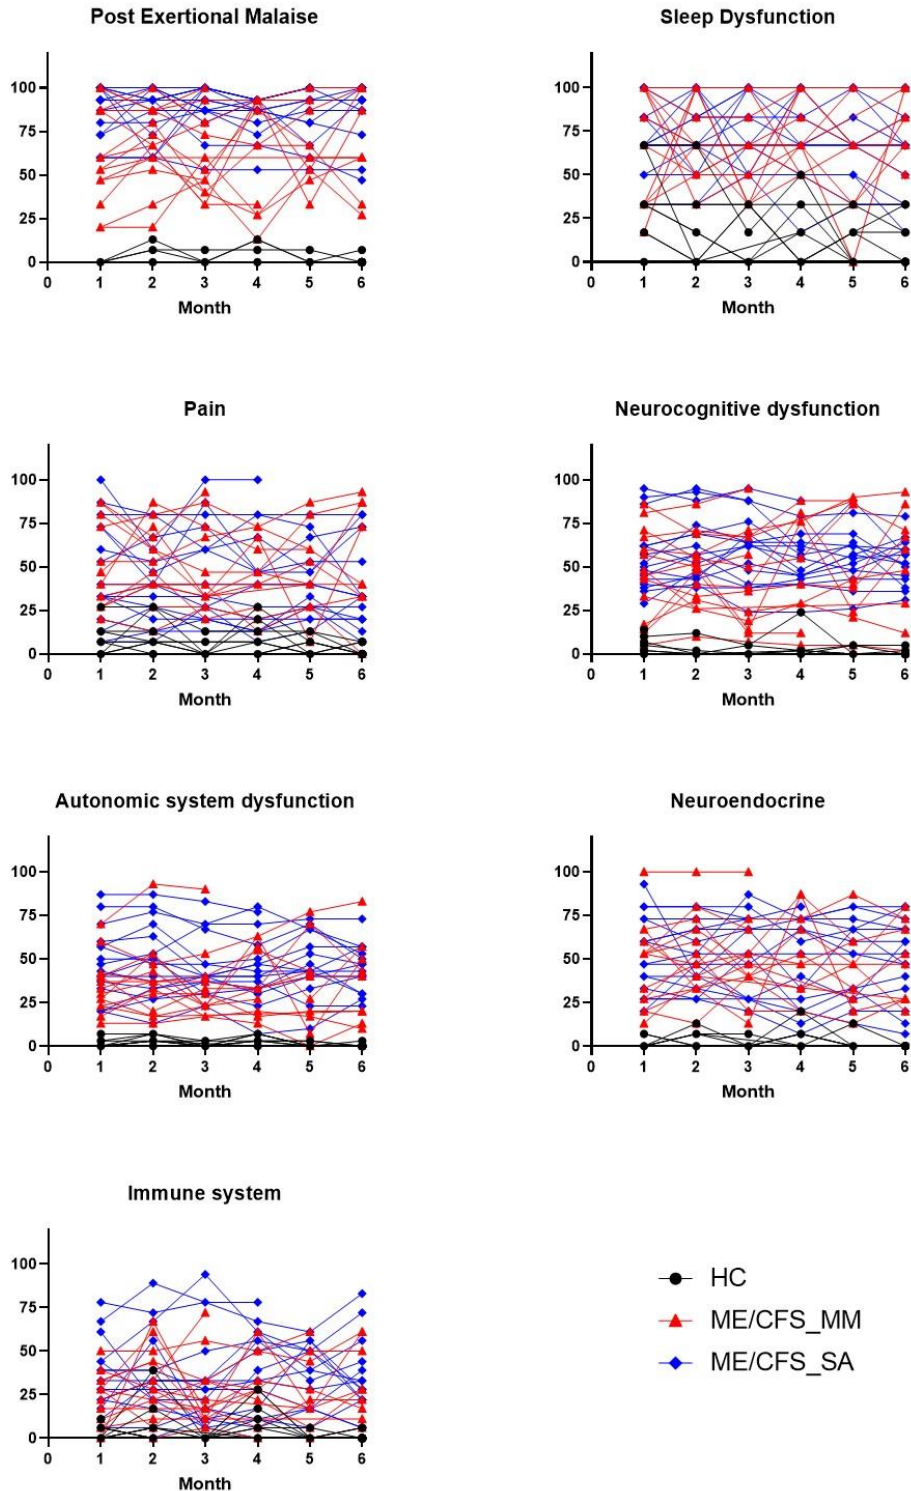 Post Exertional Malaise
100
75
50
25
0
0 1 2 3 4 5 6
Month
Sleep Dysfunction
100
75
50
25
0
0 1 2 3 4 5 6
Month
Pain
100
75
50
25
0
0 1 2 3 4 5 6
Month
Neurocognitive dysfunction
100
75
50
25
0
0 1 2 3 4 5 6
Month
Autonomic system dysfunction
100
75
50
25
0
0 1 2 3 4 5 6
Month
Neuroendocrine
100
75
50
25
0
0 1 2 3 4 5 6
Month
Immune system
100
75
50
25
0
0 1 2 3 4 5 6
Month
HC
ME/CFS_MM
ME/CFS_SA